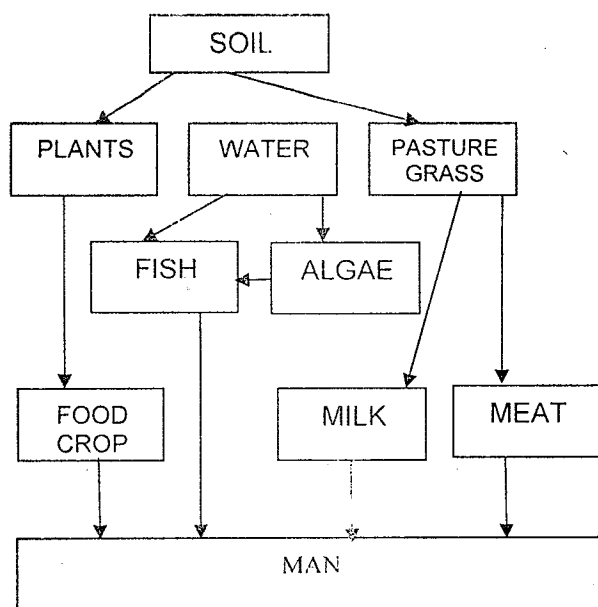 SOIL
PLANTS
WATER
PASTURE
GRASS
FISH
ALGAE
FOOD
CROP
MILK
MEAT
MAN